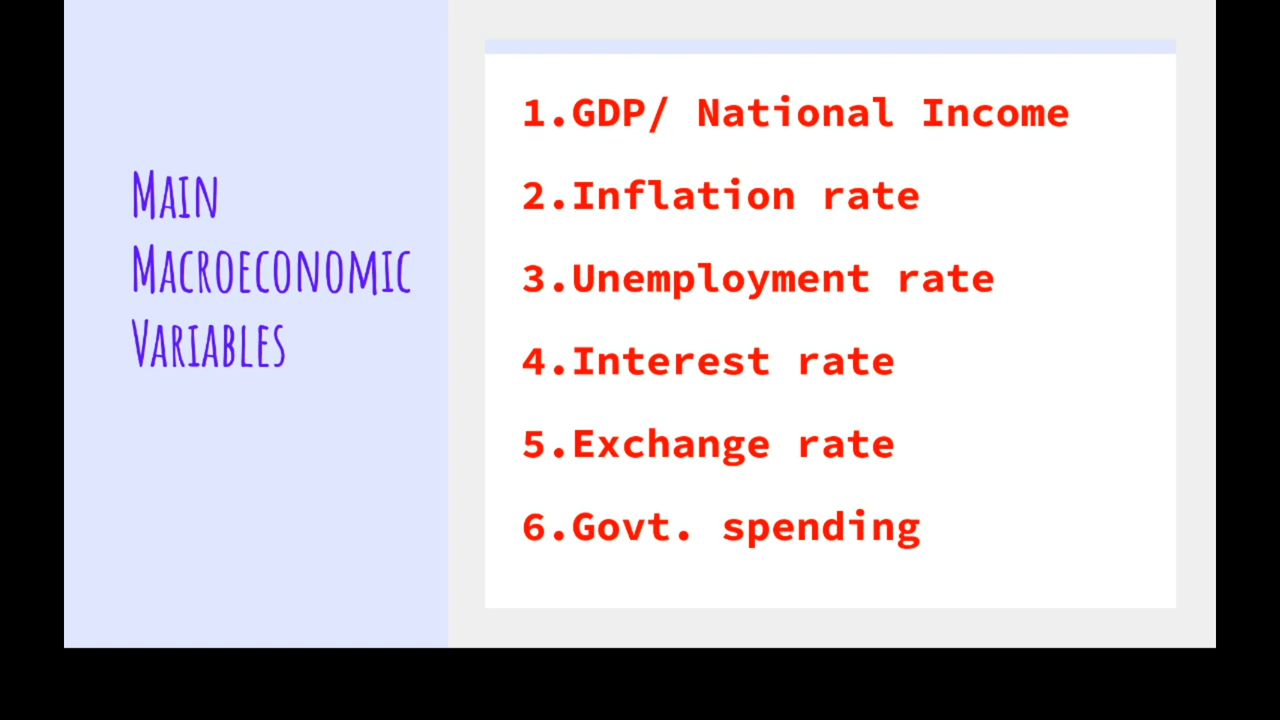 Main
Macroeconomic
Variables
1.GDP/ National Income
2.Inflation rate
3.Unemployment rate
4.Interest rate
5.Exchange rate
6.Govt. spending